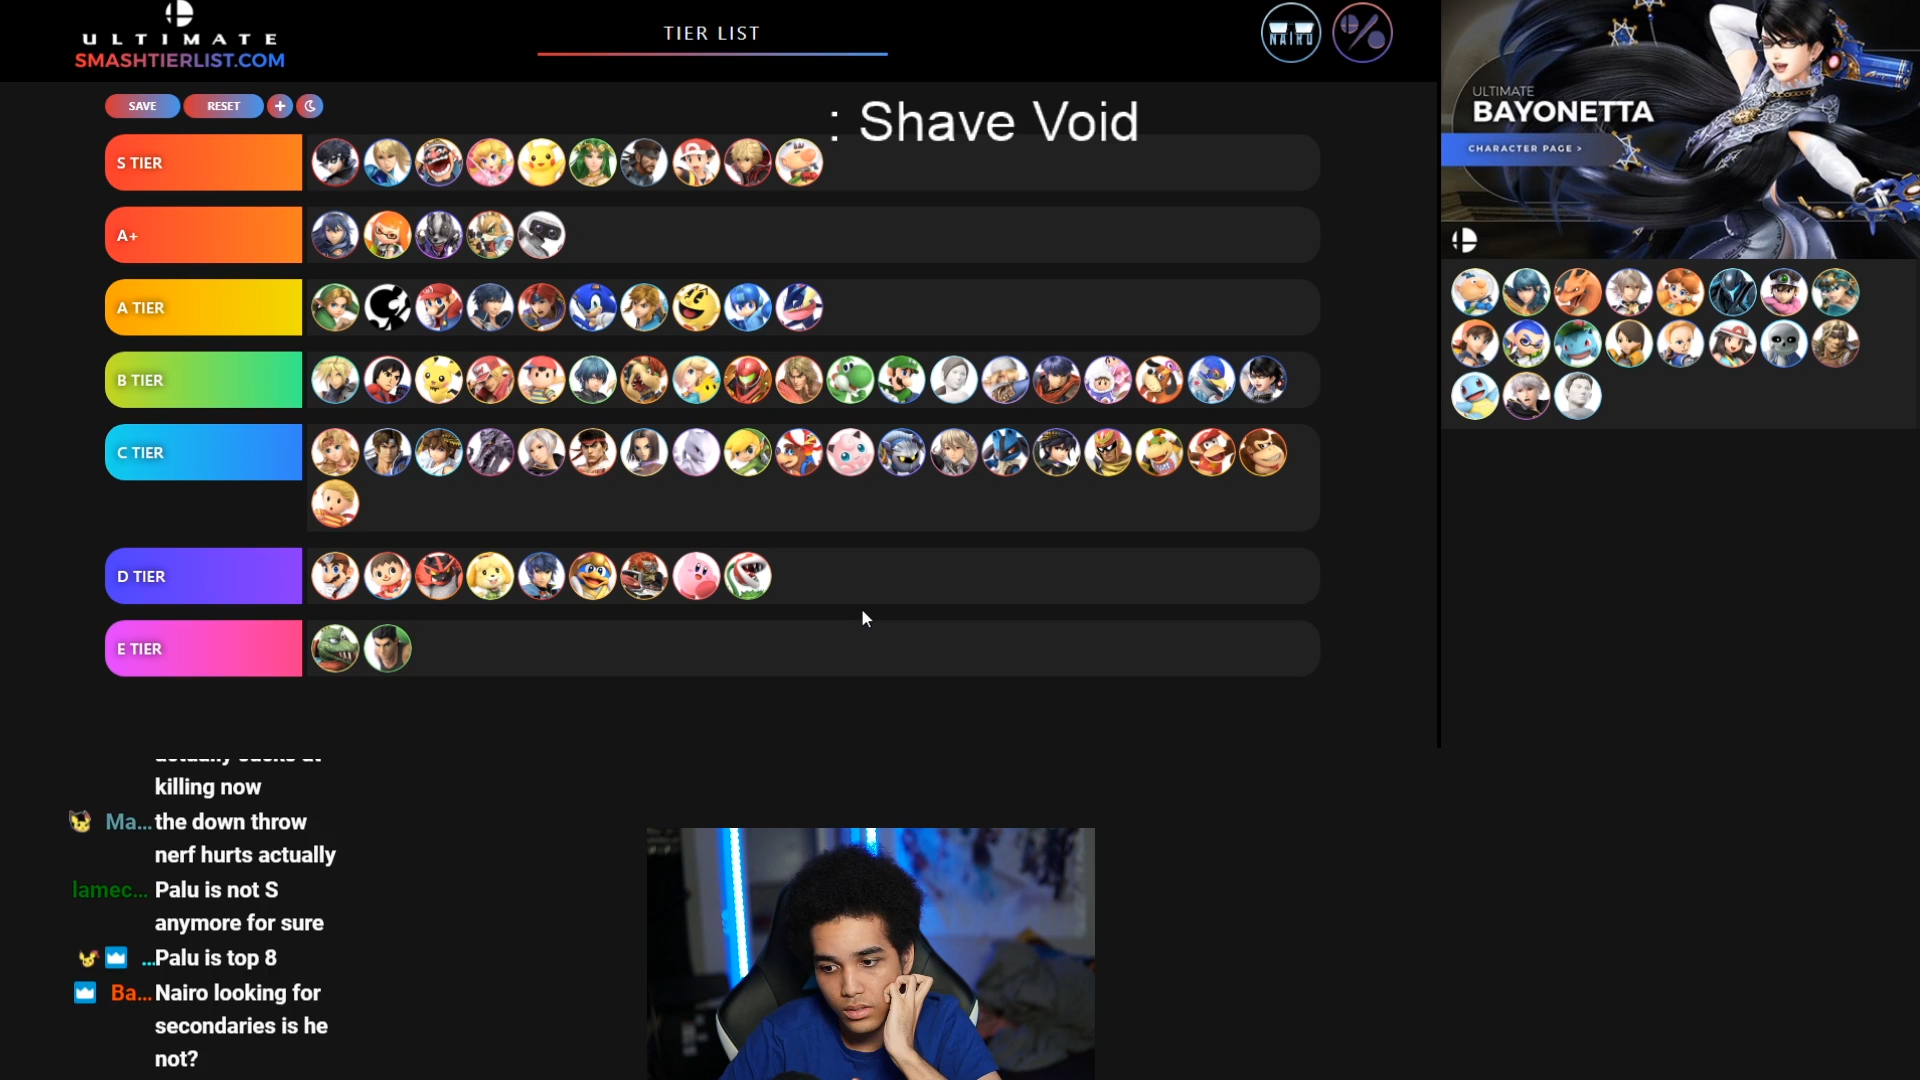 ULTIMATE
SMASHTIERLIST.COM
TIER LIST
NAIRO
ULTIMATE
BAYONETTA
CHARACTER PAGE >
SAVE
RESET
+
: Shave Void
S TIER
A+
A TIER
B TIER
C TIER
D TIER
E TIER
killing now
Ma... the down throw
nerf hurts actually
lamec... Palu is not S
anymore for sure
... Palu is top 8
Ba... Nairo looking for
secondaries is he
not?